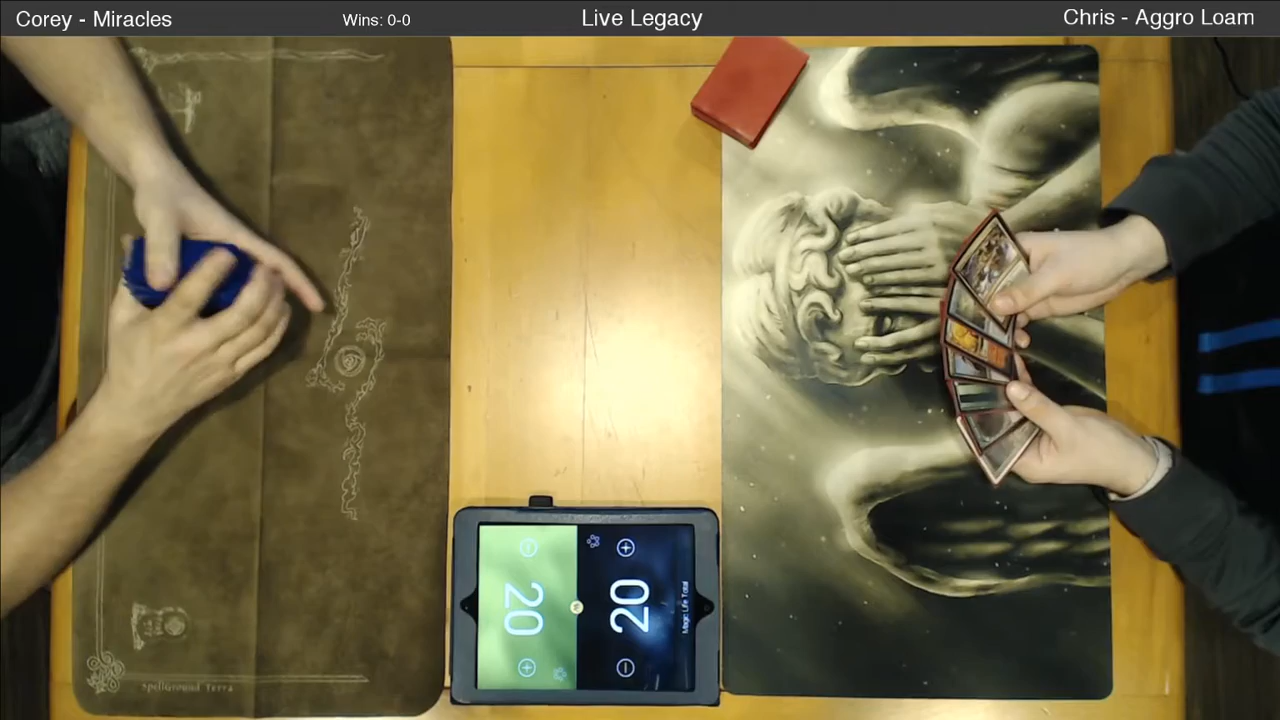 Corey - Miracles
Wins: 0-0
Live Legacy
Chris - Aggro Loam
20
20
Magic Life Total
SpellGround Terra